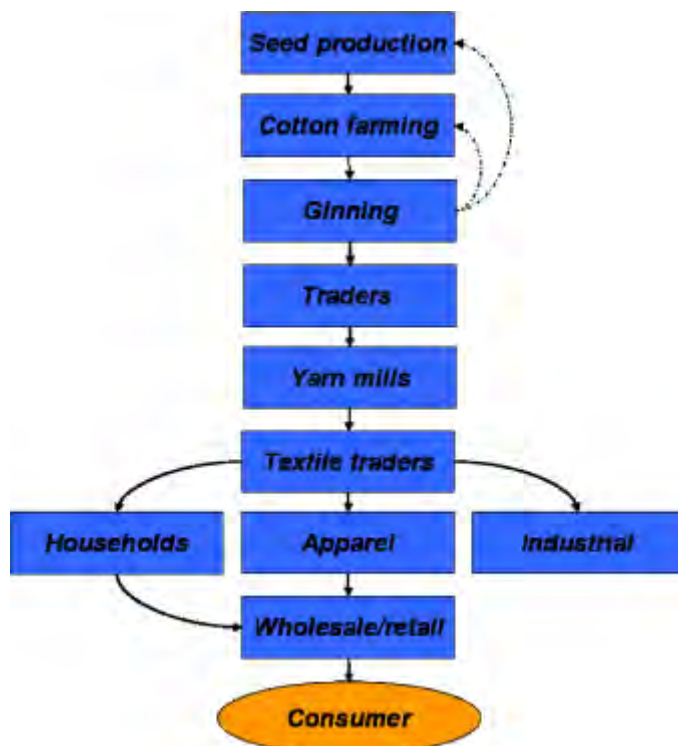 Seed production
Cotton farming
Ginning
Traders
Yarn mills
Textile traders
Households
Apparel
Industrial
Wholesale/retail
Consumer